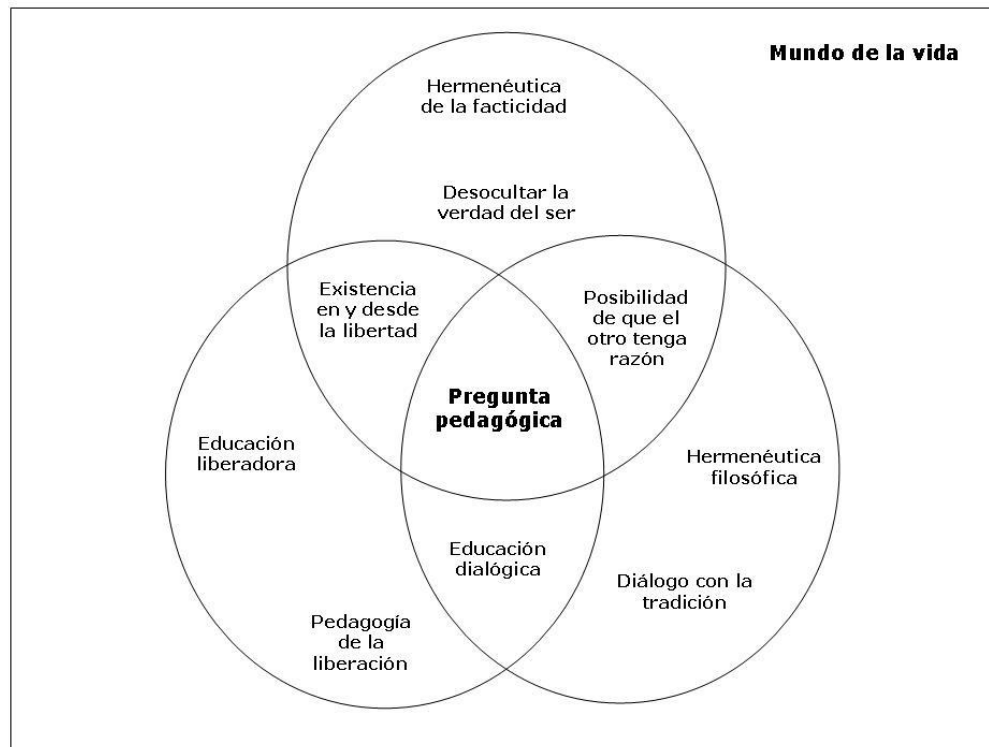 Mundo de la vida
Hermenéutica
de la facticidad
Desocultar la
verdad del ser
Existencia
en y desde
la libertad
Posibilidad
de que el
otro tenga
razón
Pregunta
pedagógica
Educación
liberadora
Hermenéutica
filosófica
Educación
dialógica
Diálogo con la
tradición
Pedagogía
de la
liberación